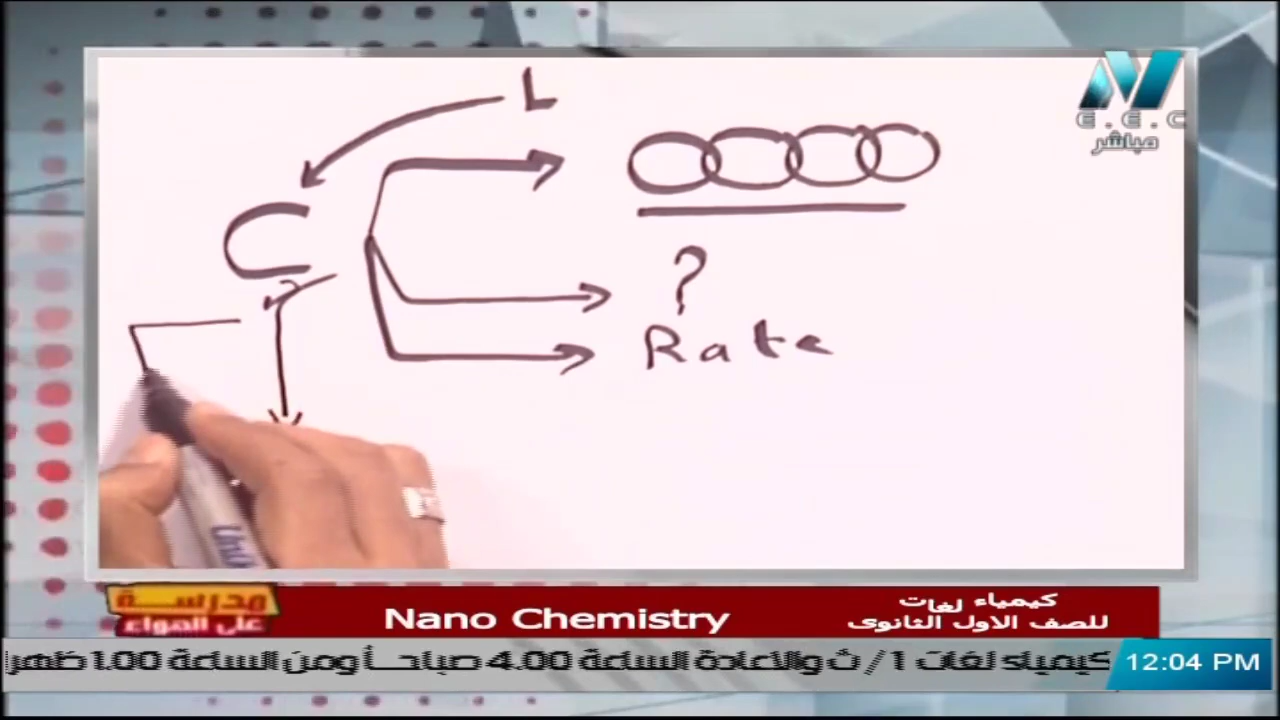 L
C
?
Rate
E.E.C
مباشر
مدرسة
على الهواء
Nano Chemistry
كيمياء لغات
للصف الاول الثانوى
كيمياء لغات 1/ ث والاعادة الساعة 4.00 صباحاً ومن الساعة 1.00 ظهرا
12:04 PM